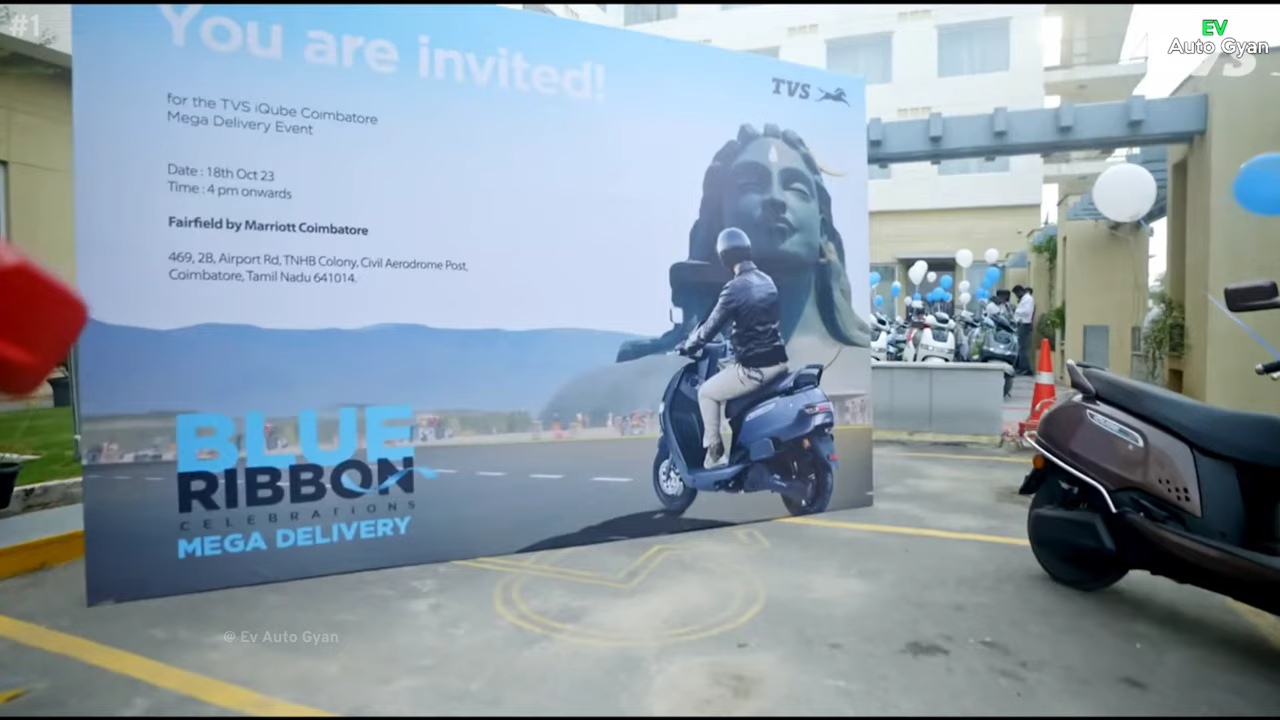 #1
EV
Auto Gyan
You are invited!
TVS
for the TVS iQube Coimbatore
Mega Delivery Event
Date : 18th Oct 23
Time : 4 pm onwards
Fairfield by Marriott Coimbatore
469, 2B, Airport Rd, TNHB Colony, Civil Aerodrome Post,
Coimbatore, Tamil Nadu 641014.
BLUE
RIBBON
CELEBRATIONS
MEGA DELIVERY
@ Ev Auto Gyan